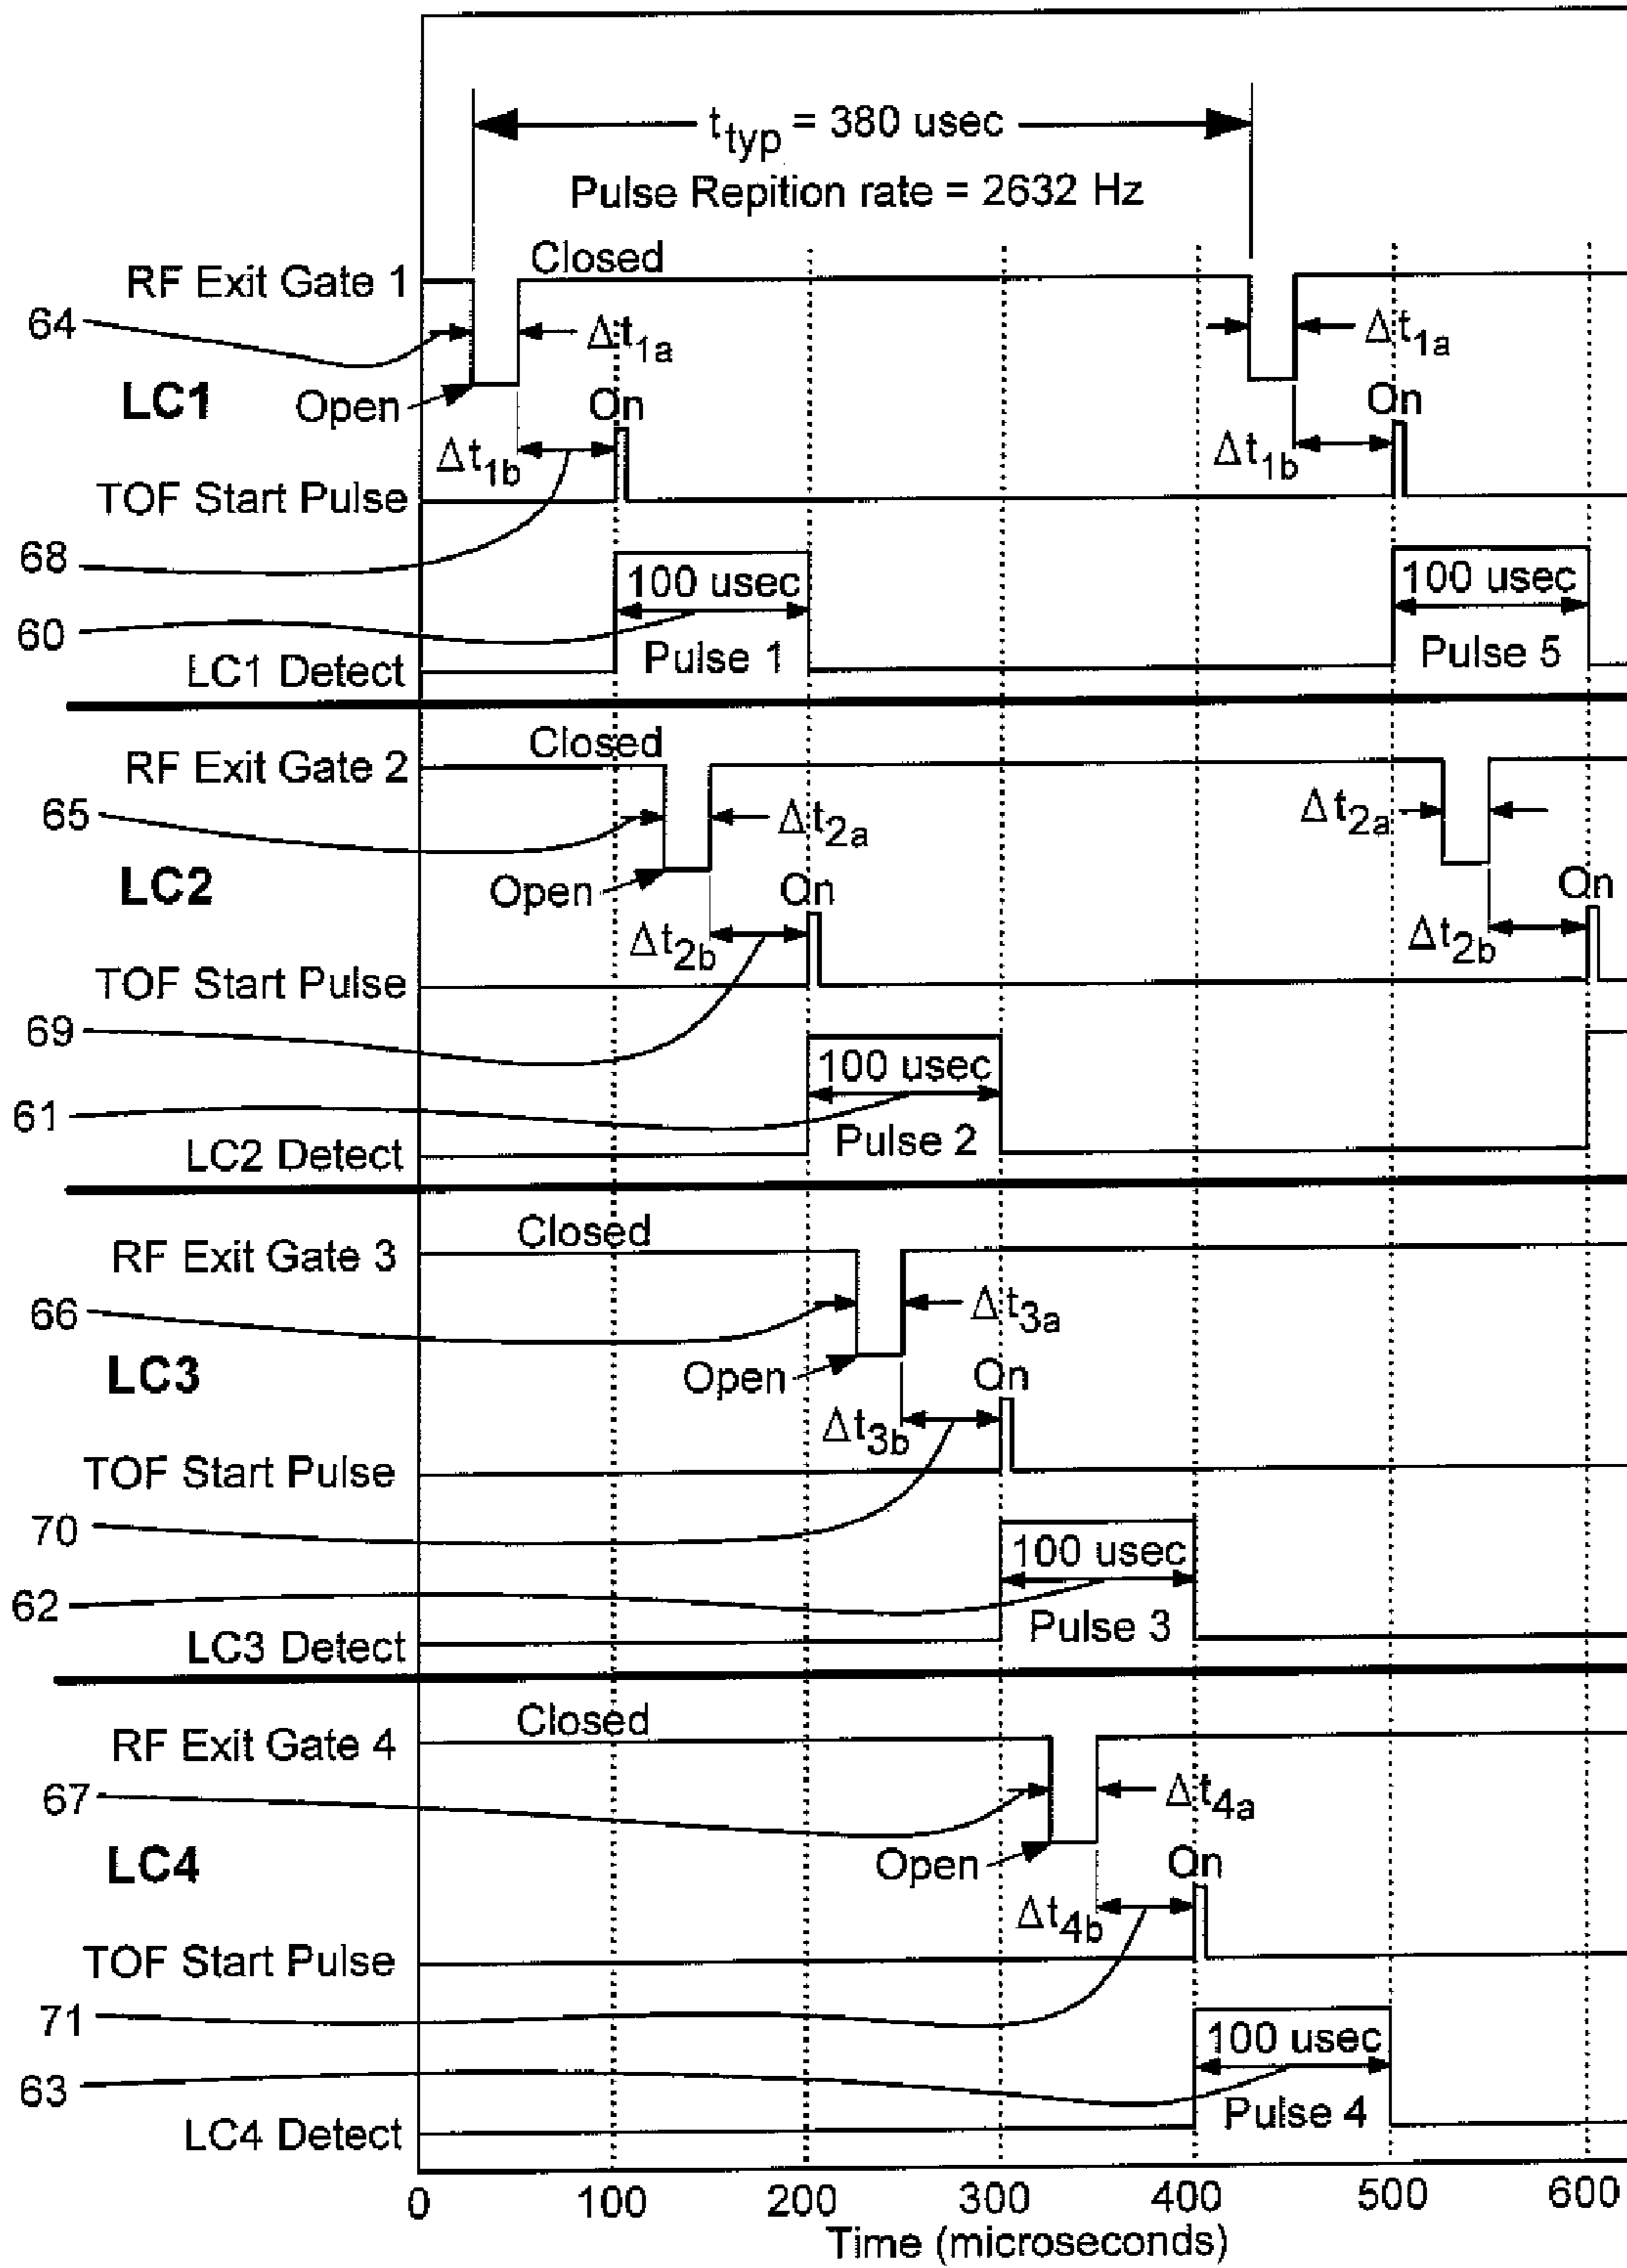 t_typ = 380 usec
Pulse Repition rate = 2632 Hz
Closed
RF Exit Gate 1
64
Δt1a
Δt1a
LC1
Open
On
On
Δt1b
Δt1b
TOF Start Pulse
68
100 usec
100 usec
60
Pulse 1
Pulse 5
LC1 Detect
Closed
RF Exit Gate 2
65
Δt2a
Δt2a
LC2
Open
On
On
Δt2b
Δt2b
TOF Start Pulse
69
100 usec
61
Pulse 2
LC2 Detect
Closed
RF Exit Gate 3
66
Δt3a
LC3
Open
On
Δt3b
TOF Start Pulse
70
100 usec
62
Pulse 3
LC3 Detect
Closed
RF Exit Gate 4
67
Δt4a
LC4
Open
On
Δt4b
TOF Start Pulse
71
100 usec
63
Pulse 4
LC4 Detect
0 100 200 300 400 500 600
Time (microseconds)